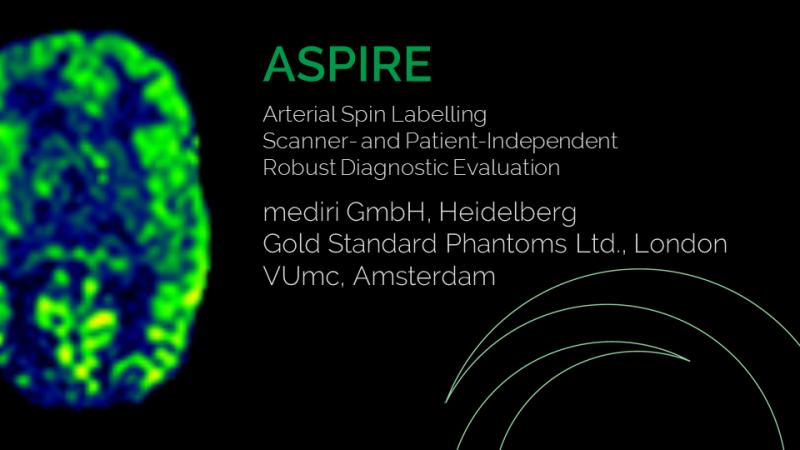 ASPIRE
Arterial Spin Labelling
Scanner- and Patient-Independent
Robust Diagnostic Evaluation
mediri GmbH, Heidelberg
Gold Standard Phantoms Ltd., London
VUmc, Amsterdam